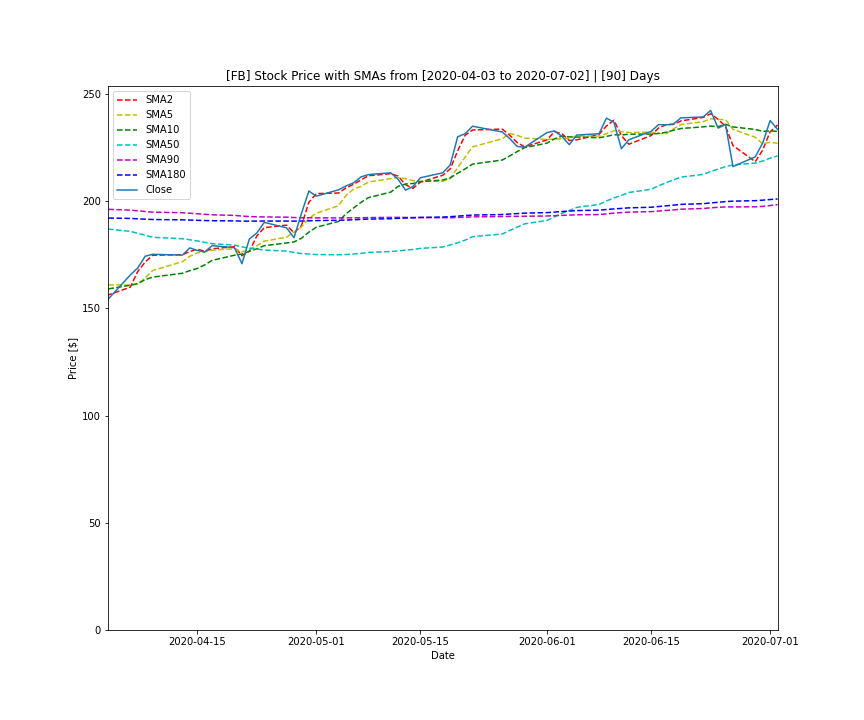 [FB] Stock Price with SMAs from [2020-04-03 to 2020-07-02] | [90] Days
SMA2
SMA5
SMA10
SMA50
SMA90
SMA180
Close
250
200
150
100
50
0
Price [$]
2020-04-15
2020-05-01
2020-05-15
2020-06-01
2020-06-15
2020-07-01
Date